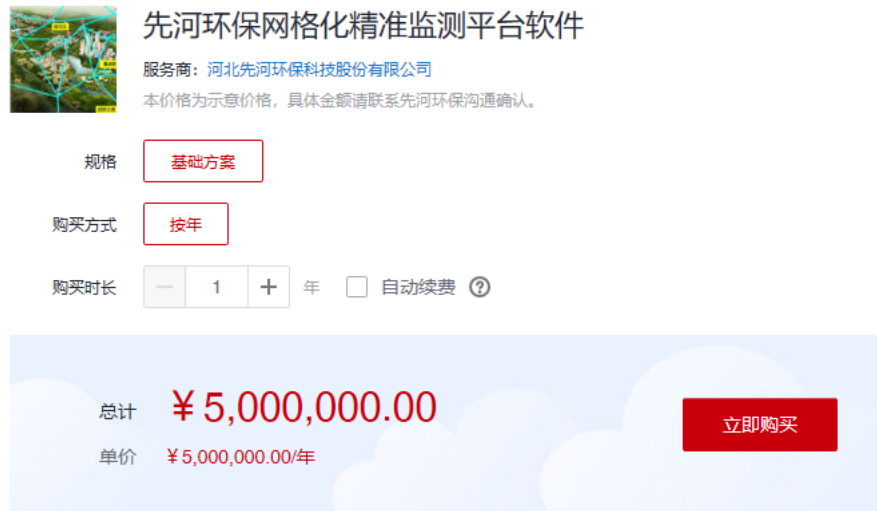 先河环保网格化精准监测平台软件
服务商：河北先河环保科技股份有限公司
本价格为示意价格，具体金额请联系先河环保沟通确认。
规格 基础方案
购买方式 按年
购买时长 － 1 + 年 自动续费 ?
总计 ￥5,000,000.00
立即购买
单价 ￥5,000,000.00/年